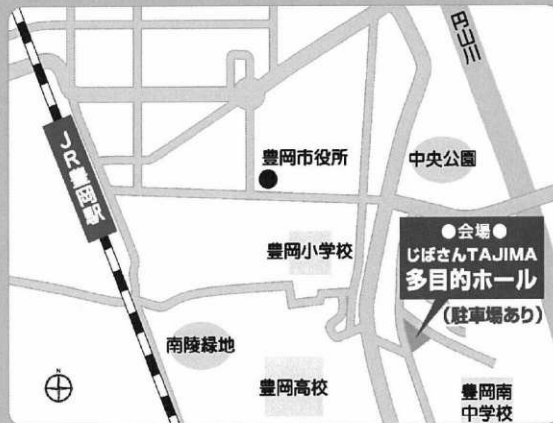 円山川
JR豊岡駅
豊岡市役所
中央公園
●会場●
じばさんTAJIMA
多目的ホール
(駐車場あり)
豊岡小学校
南陵緑地
豊岡高校
豊岡南
中学校
N